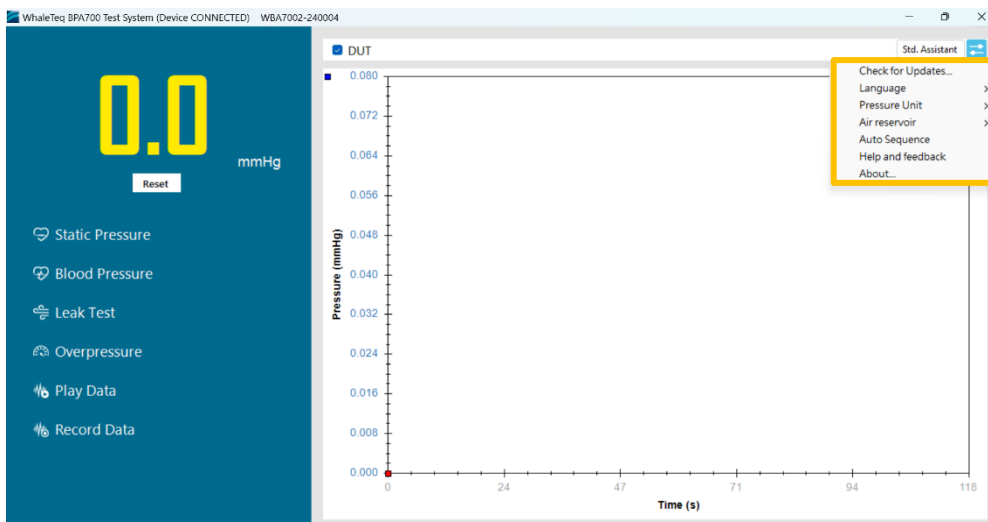 WhaleTeq BPA700 Test System (Device CONNECTED) WBA7002-240004
0.0
mmHg
Reset
Static Pressure
Blood Pressure
Leak Test
Overpressure
Play Data
Record Data
DUT
Std. Assistant
Check for Updates...
Language
Pressure Unit
Air reservoir
Auto Sequence
Help and feedback
About...
Pressure (mmHg)
0.080
0.072
0.064
0.056
0.048
0.040
0.032
0.024
0.016
0.008
0.000
0 24 47 71 94 118
Time (s)